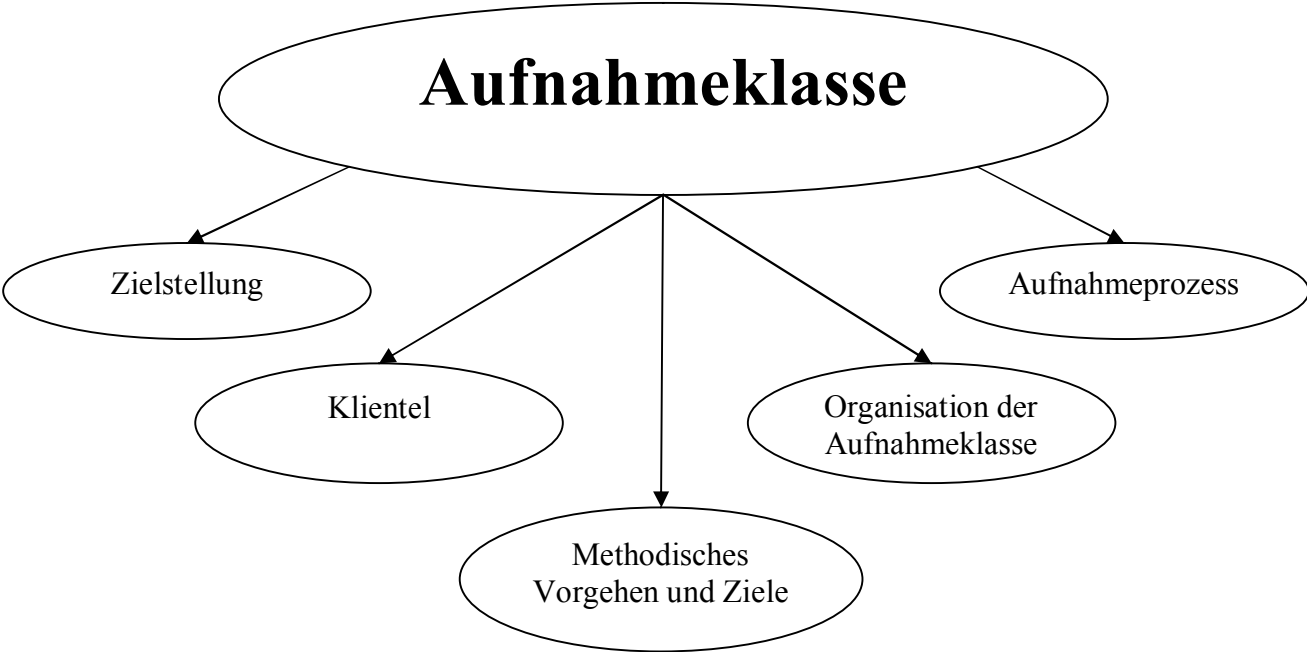 Aufnahmeklasse
Zielstellung
Aufnahmeprozess
Klientel
Organisation der
Aufnahmeklasse
Methodisches
Vorgehen und Ziele